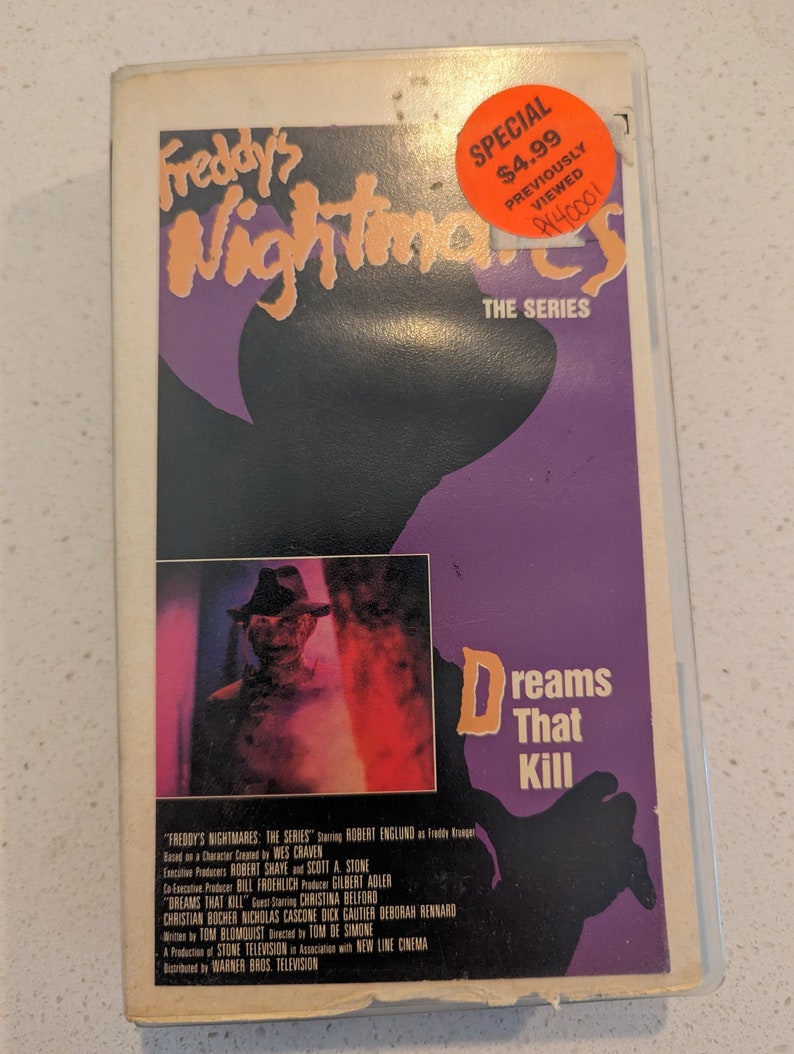 Freddy's
Nightmares
THE SERIES
SPECIAL
$4.99
PREVIOUSLY
VIEWED
Dreams
That
Kill
"FREDDY'S NIGHTMARES: THE SERIES" Starring ROBERT ENGLUND as Freddy Krueger
Based on a Character Created by WES CRAVEN
Executive Producers ROBERT SHAYE and SCOTT A. STONE
Co-Executive Producer BILL FROEHLICH Producer GILBERT ADLER
"DREAMS THAT KILL" Guest-Starring CHRISTINA BELFORD
CHRISTIAN BOCHER NICHOLAS CASCONE DICK GAUTIER DEBORAH RENNARD
Written by TOM BLOMQUIST Directed by TOM DE SIMONE
A Production of STONE TELEVISION in Association with NEW LINE CINEMA
Distributed by WARNER BROS. TELEVISION